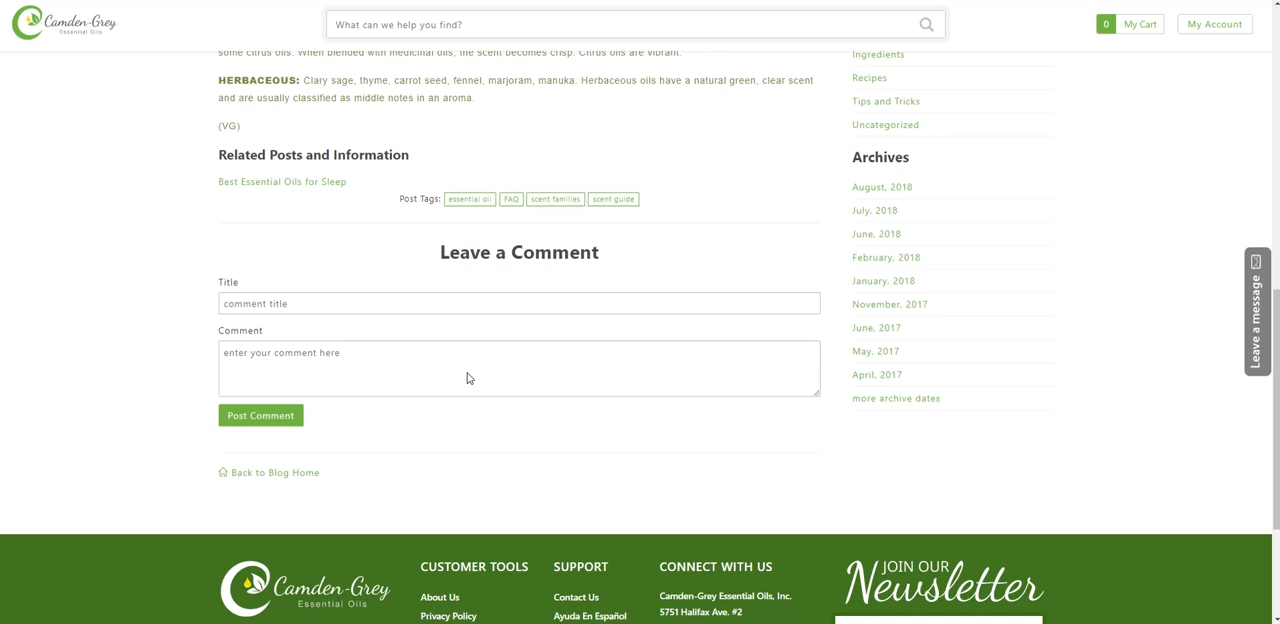 Camden-Grey
Essential Oils
What can we help you find?
0 My Cart
My Account
some citrus oils. When blended with medicinal oils, the scent becomes crisp. Citrus oils are vibrant.
HERBACEOUS: Clary sage, thyme, carrot seed, fennel, marjoram, manuka. Herbaceous oils have a natural green, clear scent
and are usually classified as middle notes in an aroma.
(VG)
Related Posts and Information
Best Essential Oils for Sleep
Post Tags: essential oil FAQ scent families scent guide
Leave a Comment
Title
comment title
Comment
enter your comment here
Post Comment
Back to Blog Home
Ingredients
Recipes
Tips and Tricks
Uncategorized
Archives
August, 2018
July, 2018
June, 2018
February, 2018
January, 2018
November, 2017
June, 2017
May, 2017
April, 2017
more archive dates
Leave a message
Camden-Grey
Essential Oils
CUSTOMER TOOLS
About Us
Privacy Policy
SUPPORT
Contact Us
Ayuda En Español
CONNECT WITH US
Camden-Grey Essential Oils, Inc.
5751 Halifax Ave. #2
JOIN OUR
Newsletter